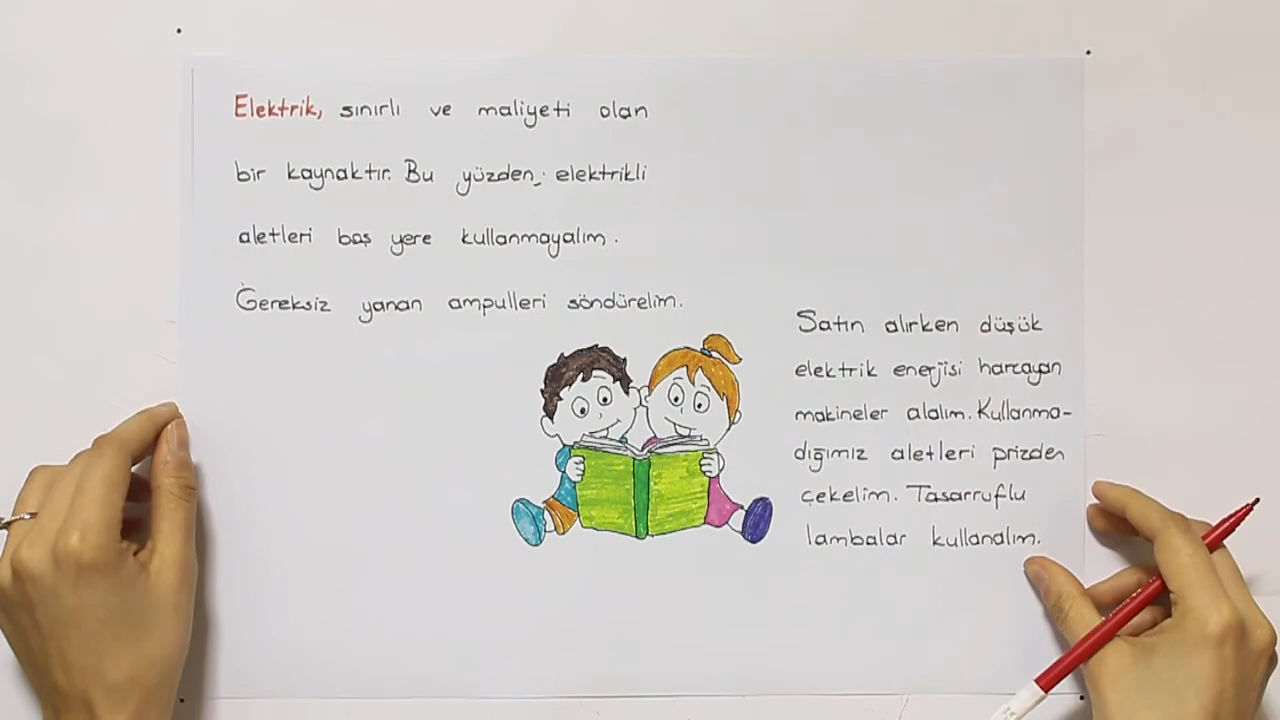 Elektrik, sınırlı ve maliyeti olan
bir kaynaktır. Bu yüzden, elektrikli
aletleri boş yere kullanmayalım.
Gereksiz yanan ampulleri söndürelim.
Satın alırken düşük
elektrik enerjisi harcayan
makineler alalım. Kullanma-
dığımız aletleri prizden
çekelim. Tasarruflu
lambalar kullanalım.